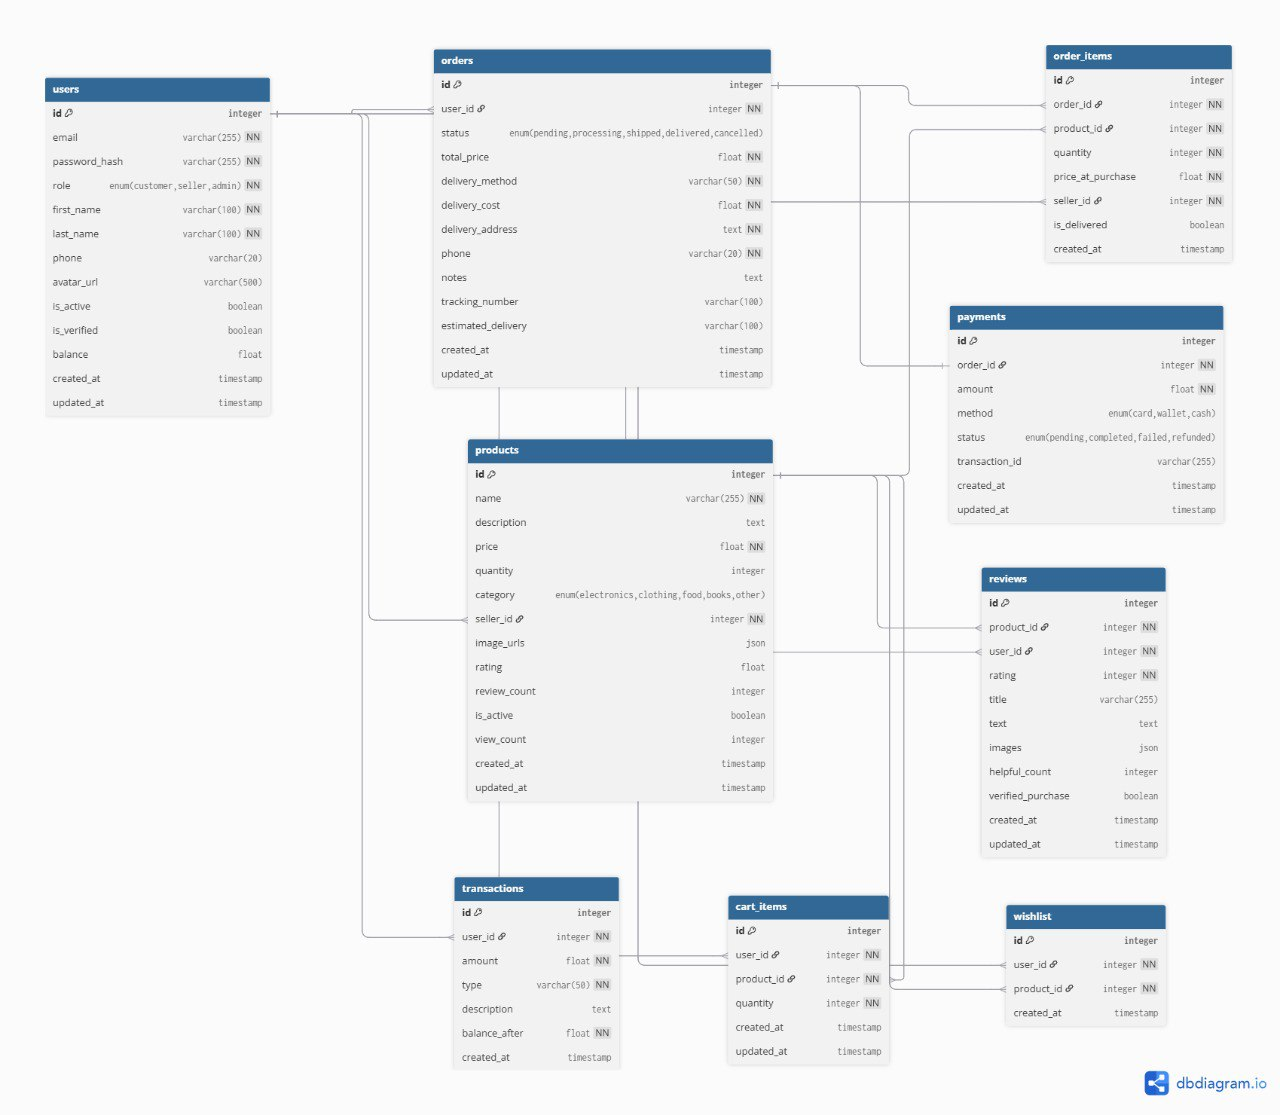 users
id integer
email varchar(255) NN
password_hash varchar(255) NN
role enum(customer,seller,admin) NN
first_name varchar(100) NN
last_name varchar(100) NN
phone varchar(20)
avatar_url varchar(500)
is_active boolean
is_verified boolean
balance float
created_at timestamp
updated_at timestamp
orders
id integer
user_id integer NN
status enum(pending,processing,shipped,delivered,cancelled)
total_price float NN
delivery_method varchar(50) NN
delivery_cost float NN
delivery_address text NN
phone varchar(20) NN
notes text
tracking_number varchar(100)
estimated_delivery varchar(100)
created_at timestamp
updated_at timestamp
order_items
id integer
order_id integer NN
product_id integer NN
quantity integer NN
price_at_purchase float NN
seller_id integer NN
is_delivered boolean
created_at timestamp
payments
id integer
order_id integer NN
amount float NN
method enum(card,wallet,cash)
status enum(pending,completed,failed,refunded)
transaction_id varchar(255)
created_at timestamp
updated_at timestamp
products
id integer
name varchar(255) NN
description text
price float NN
quantity integer
category enum(electronics,clothing,food,books,other)
seller_id integer NN
image_urls json
rating float
review_count integer
is_active boolean
view_count integer
created_at timestamp
updated_at timestamp
reviews
id integer
product_id integer NN
user_id integer NN
rating integer NN
title varchar(255)
text text
images json
helpful_count integer
verified_purchase boolean
created_at timestamp
updated_at timestamp
transactions
id integer
user_id integer NN
amount float NN
type varchar(50) NN
description text
balance_after float NN
created_at timestamp
cart_items
id integer
user_id integer NN
product_id integer NN
quantity integer NN
created_at timestamp
updated_at timestamp
wishlist
id integer
user_id integer NN
product_id integer NN
created_at timestamp
dbdiagram.io